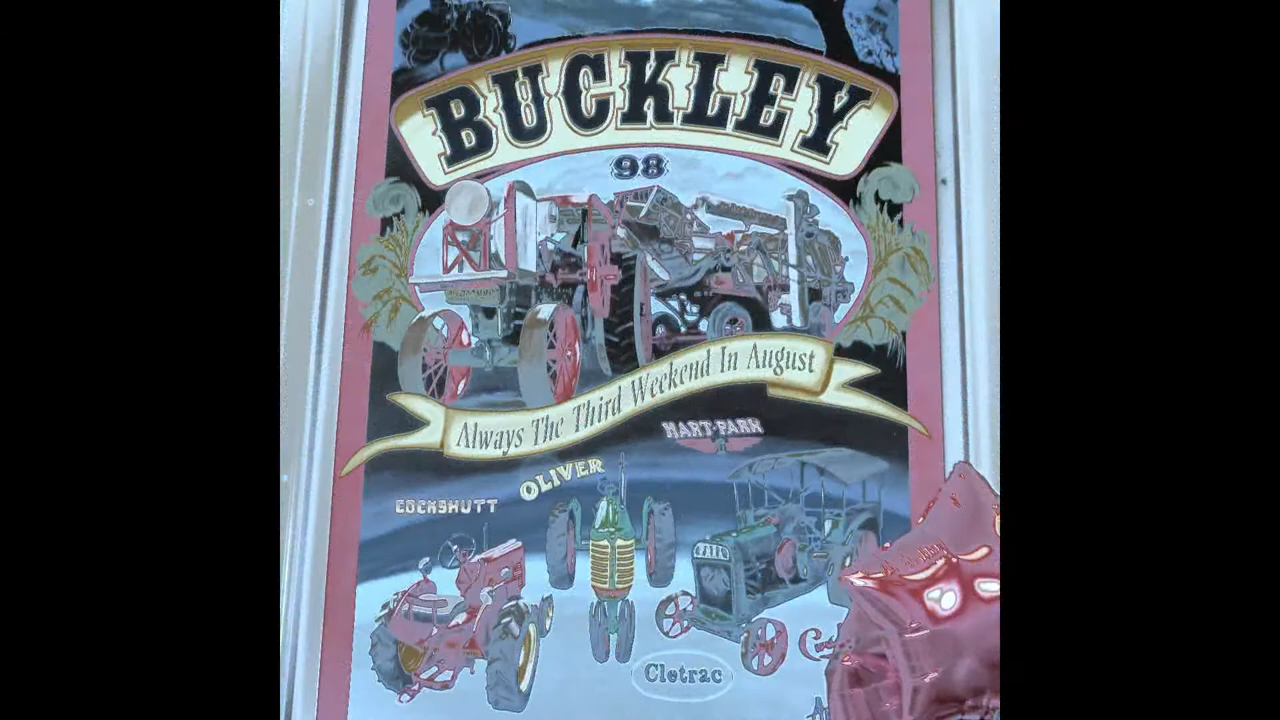 BUCKLEY
98
Always The Third Weekend In August
HART-PARR
OLIVER
COCKSHUTT
Cletrac